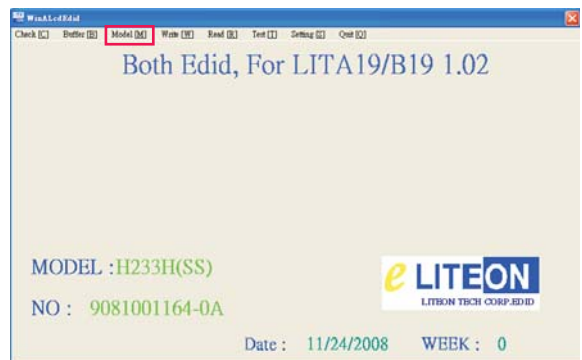 WinALcdEdid
Check [C] Buffer [B] Model [M] Write [W] Read [R] Test [T] Setting [S] Quit [Q]
Both Edid, For LITA19/B19 1.02
MODEL :H233H(SS)
e LITEON
LITEON TECH CORP.EDID
NO : 9081001164-0A
Date : 11/24/2008 WEEK : 0